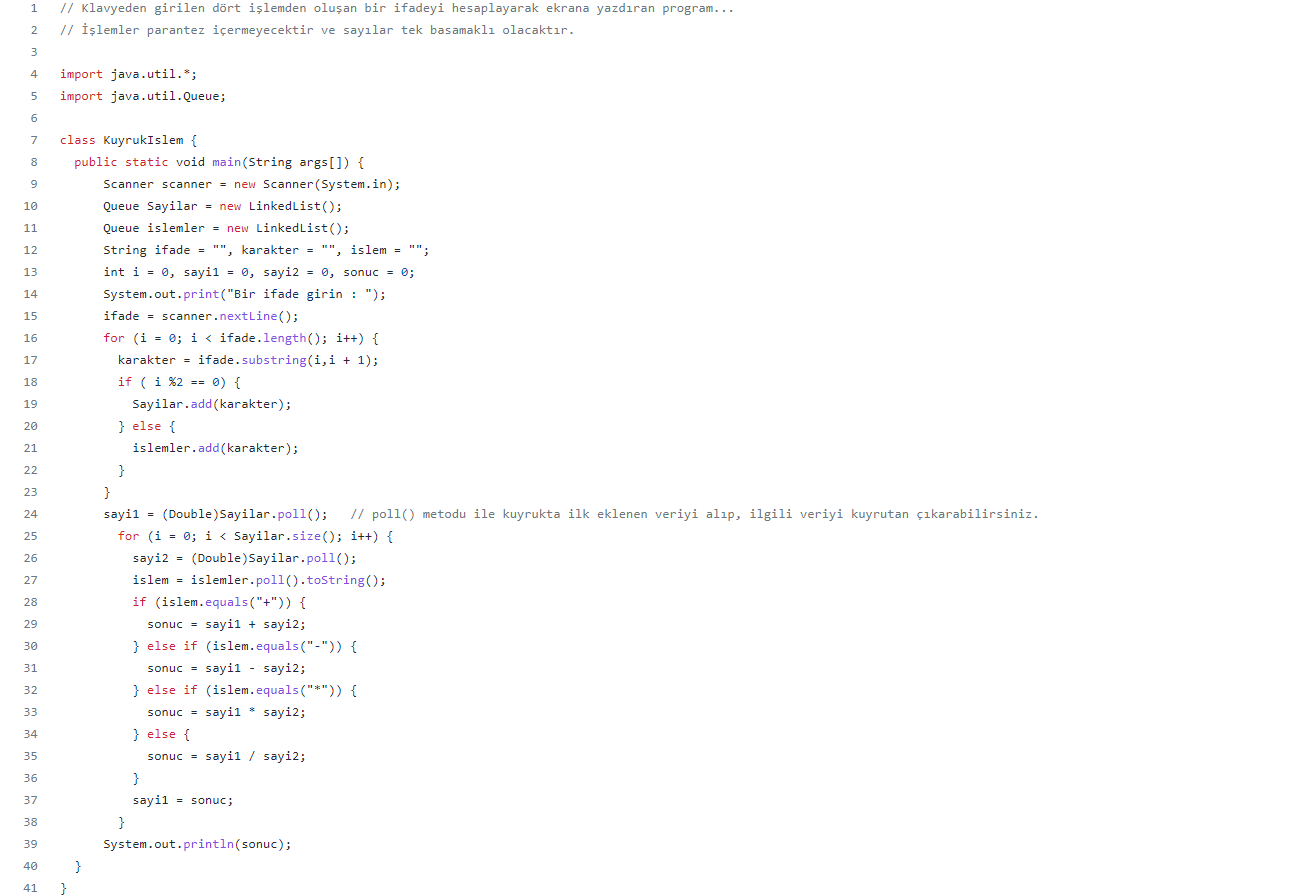 1 // Klavyeden girilen dört işlemden oluşan bir ifadeyi hesaplayarak ekrana yazdıran program...
2 // İşlemler parantez içermeyecektir ve sayılar tek basamaklı olacaktır.
3
4 import java.util.*;
5 import java.util.Queue;
6
7 class KuyrukIslem {
8 public static void main(String args[]) {
9 Scanner scanner = new Scanner(System.in);
10 Queue Sayilar = new LinkedList();
11 Queue islemler = new LinkedList();
12 String ifade = "", karakter = "", islem = "";
13 int i = 0, sayi1 = 0, sayi2 = 0, sonuc = 0;
14 System.out.print("Bir ifade girin : ");
15 ifade = scanner.nextLine();
16 for (i = 0; i < ifade.length(); i++) {
17 karakter = ifade.substring(i,i + 1);
18 if ( i %2 == 0) {
19 Sayilar.add(karakter);
20 } else {
21 islemler.add(karakter);
22 }
23 }
24 sayi1 = (Double)Sayilar.poll(); // poll() metodu ile kuyrukta ilk eklenen veriyi alıp, ilgili veriyi kuyrutan çıkarabilirsiniz.
25 for (i = 0; i < Sayilar.size(); i++) {
26 sayi2 = (Double)Sayilar.poll();
27 islem = islemler.poll().toString();
28 if (islem.equals("+")) {
29 sonuc = sayi1 + sayi2;
30 } else if (islem.equals("-")) {
31 sonuc = sayi1 - sayi2;
32 } else if (islem.equals("*")) {
33 sonuc = sayi1 * sayi2;
34 } else {
35 sonuc = sayi1 / sayi2;
36 }
37 sayi1 = sonuc;
38 }
39 System.out.println(sonuc);
40 }
41 }